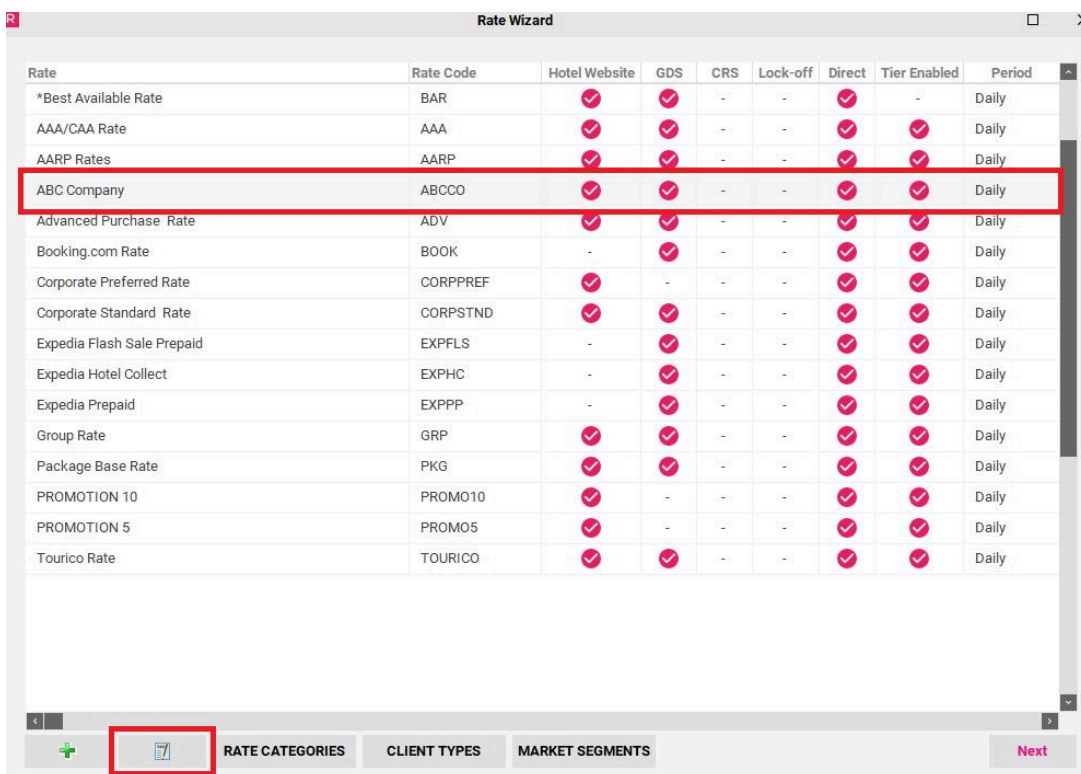 R Rate Wizard
Rate Rate Code Hotel Website GDS CRS Lock-off Direct Tier Enabled Period
*Best Available Rate BAR - - - Daily
AAA/CAA Rate AAA - - Daily
AARP Rates AARP - - Daily
ABC Company ABCCO - - Daily
Advanced Purchase Rate ADV - - Daily
Booking.com Rate BOOK - - - Daily
Corporate Preferred Rate CORPPREF - - - Daily
Corporate Standard Rate CORPSTND - - Daily
Expedia Flash Sale Prepaid EXPFLS - - - Daily
Expedia Hotel Collect EXPHC - - - Daily
Expedia Prepaid EXPPP - - - Daily
Group Rate GRP - - Daily
Package Base Rate PKG - - Daily
PROMOTION 10 PROMO10 - - - Daily
PROMOTION 5 PROMO5 - - - Daily
Tourico Rate TOURICO - - Daily
RATE CATEGORIES CLIENT TYPES MARKET SEGMENTS Next